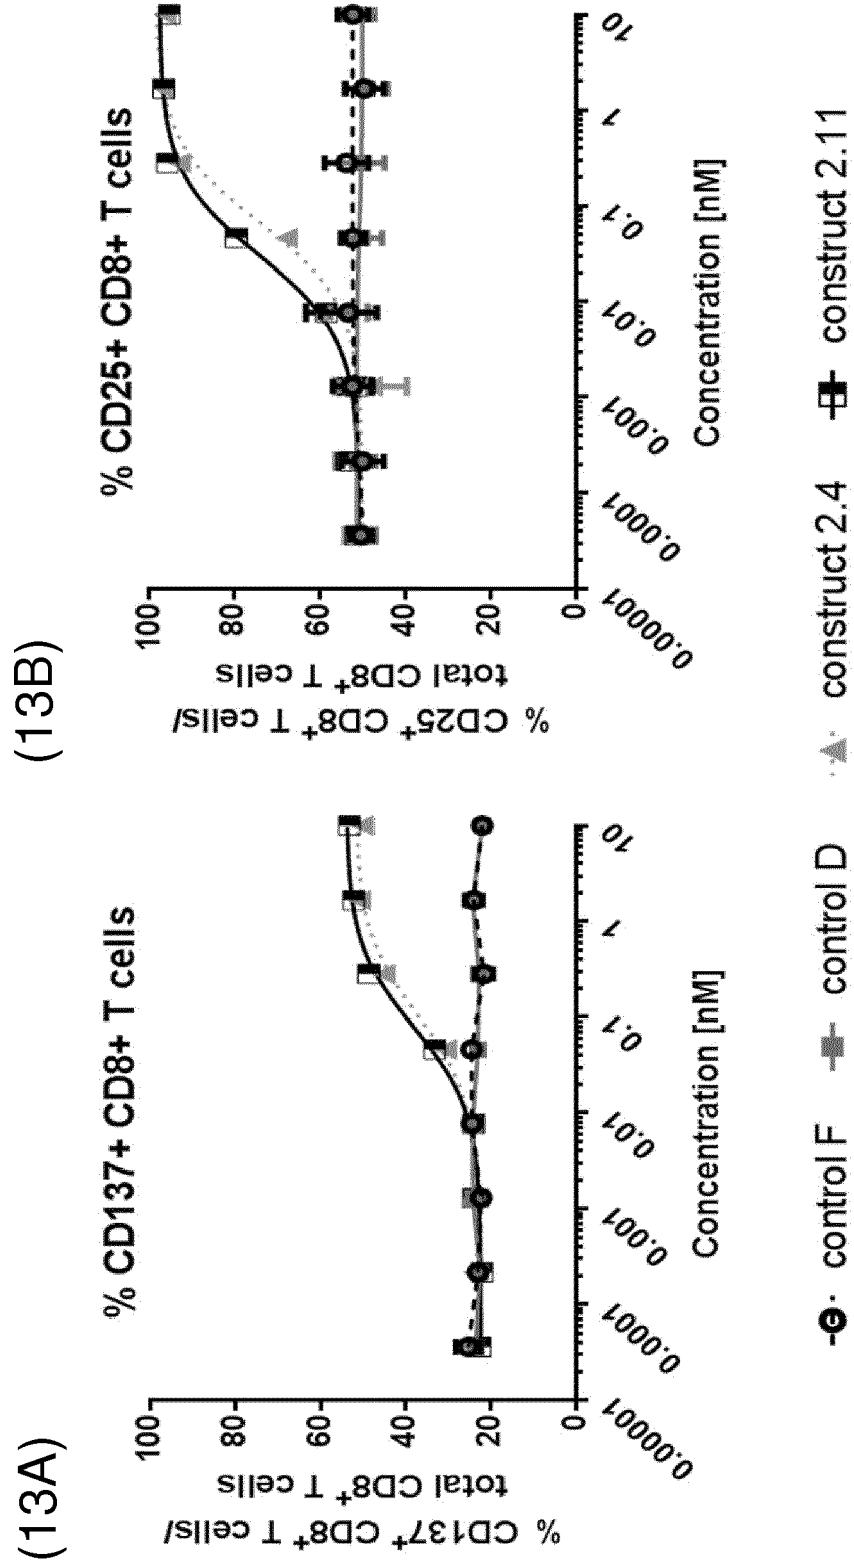 (13A)
% CD137+ CD8+ T cells
% CD137+ CD8+ T cells/
total CD8+ T cells
100
80
60
40
20
0
0.00001
0.0001
0.001
0.01
0.1
1
10
Concentration [nM]
(13B)
% CD25+ CD8+ T cells
% CD25+ CD8+ T cells/
total CD8+ T cells
100
80
60
40
20
0
0.00001
0.0001
0.001
0.01
0.1
1
10
Concentration [nM]
control F
control D
construct 2.4
construct 2.11